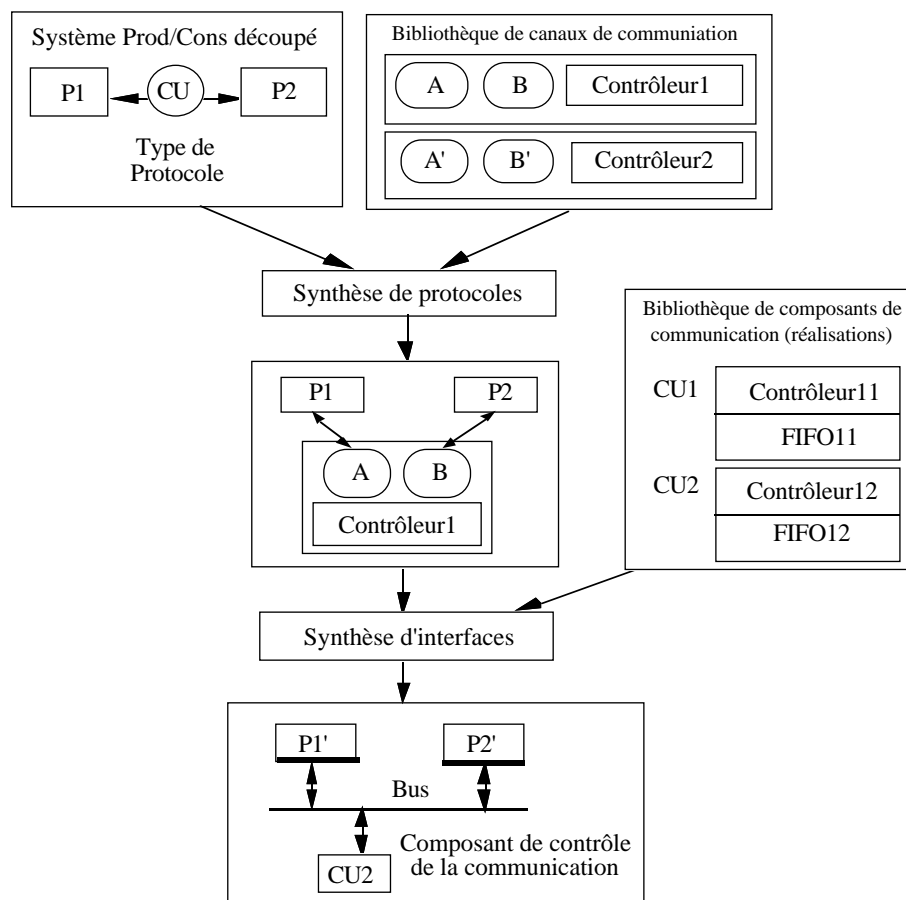 Système Prod/Cons découpé
P1
CU
P2
Type de
Protocole
Bibliothèque de canaux de communiation
A
B
Contrôleur1
A'
B'
Contrôleur2
Synthèse de protocoles
Bibliothèque de composants de
communication (réalisations)
CU1
Contrôleur11
FIFO11
CU2
Contrôleur12
FIFO12
P1
P2
A
B
Contrôleur1
Synthèse d'interfaces
P1'
P2'
Bus
Composant de contrôle
de la communication
CU2